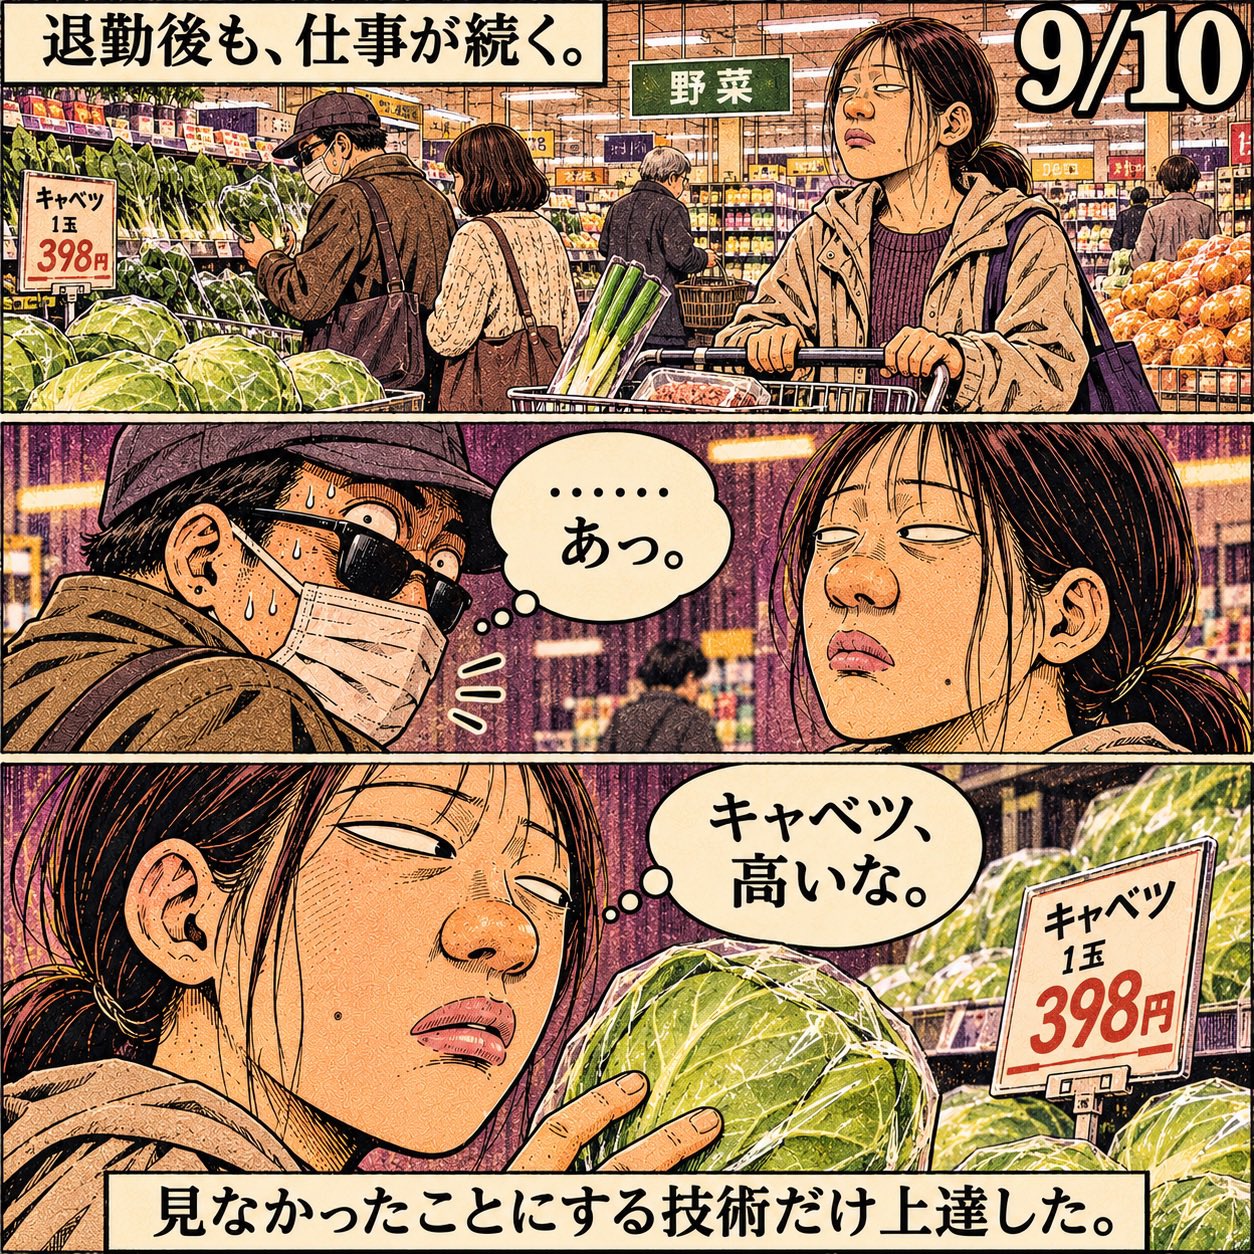 退勤後も、仕事が続く。
9/10
野菜
キャベツ
1玉
398円
……
あっ。
キャベツ、
高いな。
キャベツ
1玉
398円
見なかったことにする技術だけ上達した。